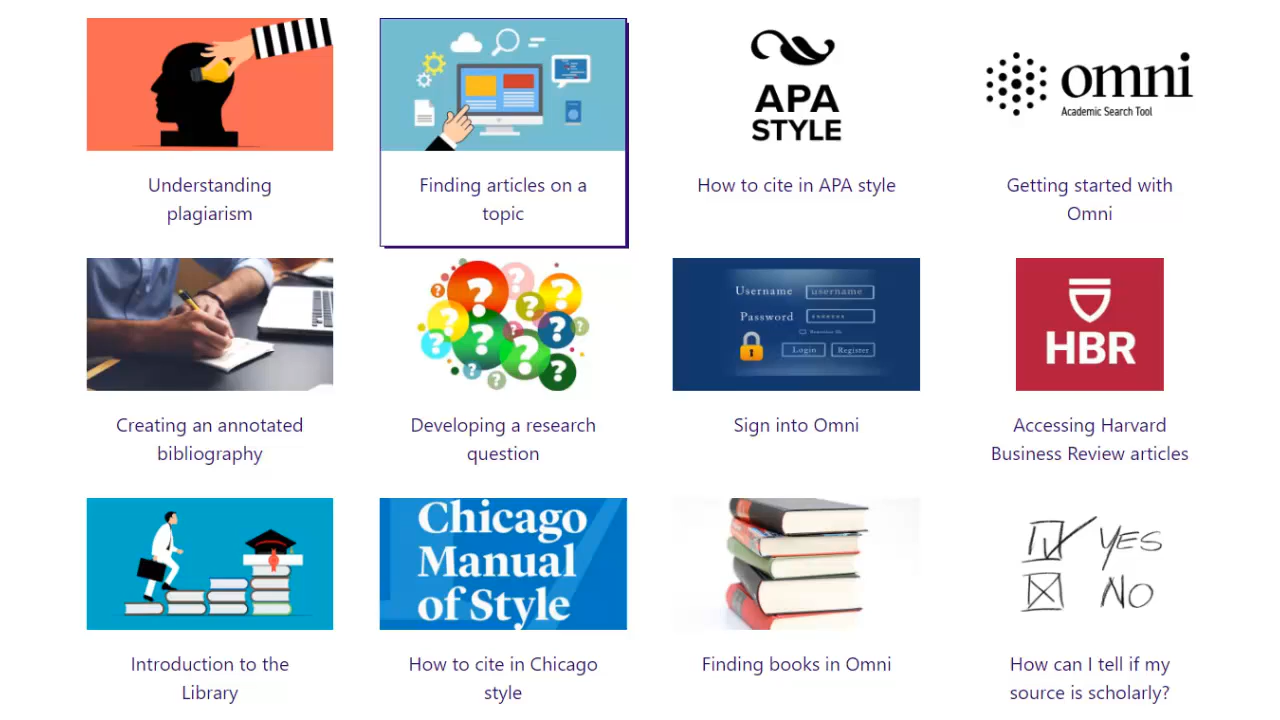 APA
STYLE
omni
Academic Search Tool
Understanding
plagiarism
Finding articles on a
topic
How to cite in APA style
Getting started with
Omni
Username
username
Password
Login
Register
HBR
Creating an annotated
bibliography
Developing a research
question
Sign into Omni
Accessing Harvard
Business Review articles
Chicago
Manual
of Style
YES
NO
Introduction to the
Library
How to cite in Chicago
style
Finding books in Omni
How can I tell if my
source is scholarly?